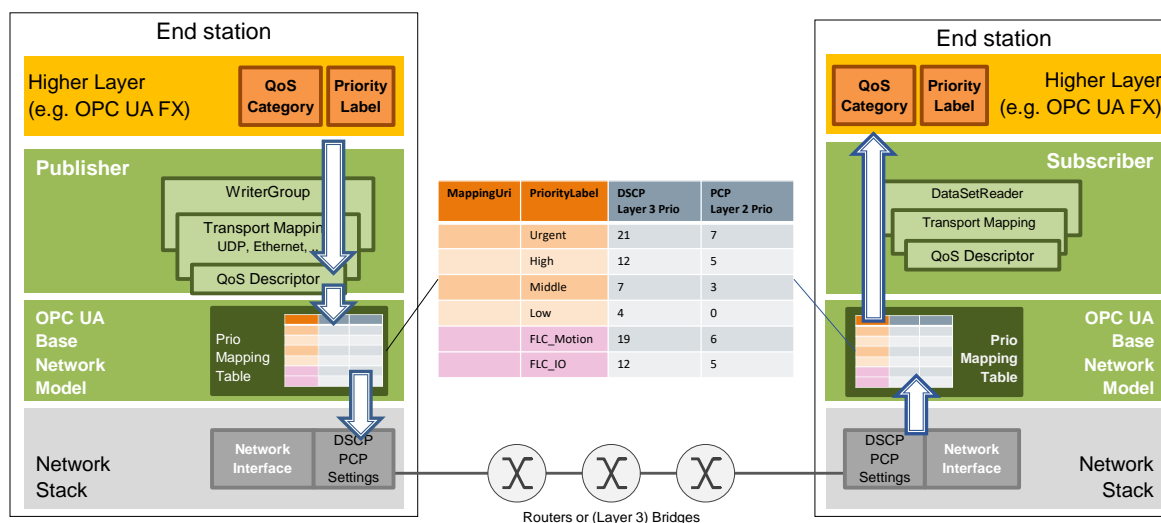 End station
Higher Layer
(e.g. OPC UA FX)
QoS
Category
Priority
Label
Publisher
WriterGroup
Transport Mapping
UDP, Ethernet, ..
QoS Descriptor
OPC UA
Base
Network
Model
Prio
Mapping
Table
Network
Stack
Network
Interface
DSCP
PCP
Settings
MappingUri PriorityLabel DSCP Layer 3 Prio PCP Layer 2 Prio
Urgent 21 7
High 12 5
Middle 7 3
Low 4 0
FLC_Motion 19 6
FLC_IO 12 5
Routers or (Layer 3) Bridges
End station
QoS
Category
Priority
Label
Higher Layer
(e.g. OPC UA FX)
Subscriber
DataSetReader
Transport Mapping
QoS Descriptor
Prio
Mapping
Table
OPC UA
Base
Network
Model
DSCP
PCP
Settings
Network
Interface
Network
Stack